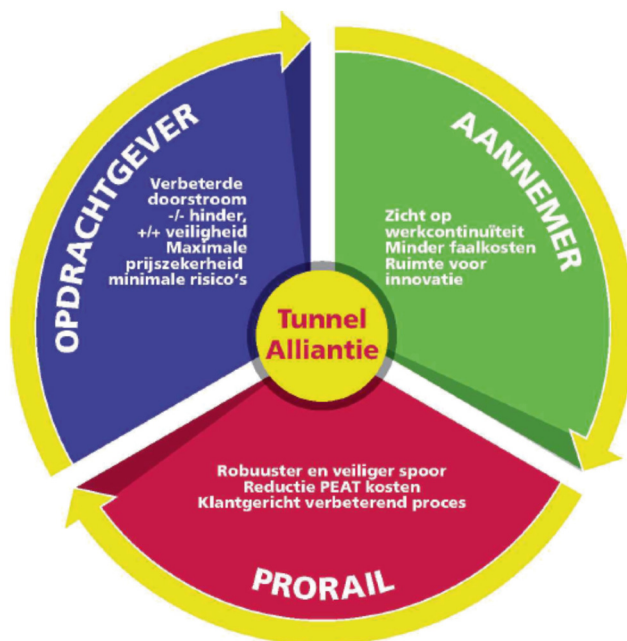 OPDRACHTGEVER
Verbeterde
doorstroom
-/- hinder,
+/+ veiligheid
Maximale
prijszekerheid
minimale risico's
AANNEMER
Zicht op
werkcontinuïteit
Minder faalkosten
Ruimte voor
innovatie
Tunnel
Alliantie
Robuuster en veiliger spoor
Reductie PEAT kosten
Klantgericht verbeterend proces
PRORAIL